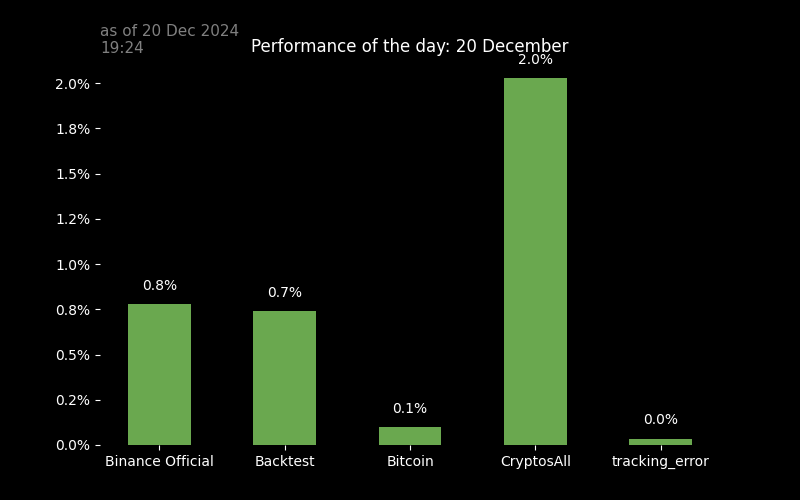 as of 20 Dec 2024
19:24
Performance of the day: 20 December
2.0%
2.0%
1.8%
1.5%
1.2%
1.0%
0.8%
0.5%
0.2%
0.0%
0.8%
0.7%
0.1%
0.0%
Binance Official
Backtest
Bitcoin
CryptosAll
tracking_error